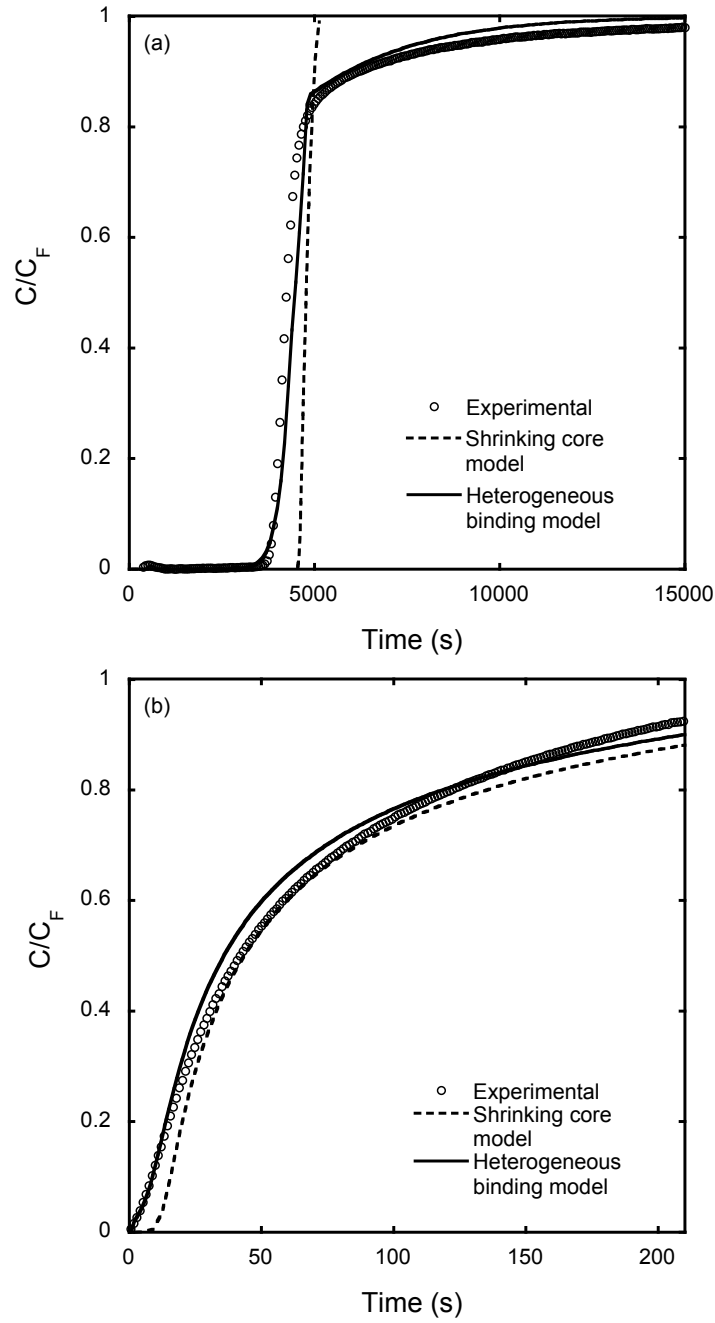 1
(a)
0.8
0.6
C/C_F
0.4
Experimental
Shrinking core
model
0.2
Heterogeneous
binding model
0
0
5000
10000
15000
Time (s)
1
(b)
0.8
0.6
C/C_F
0.4
Experimental
Shrinking core
model
0.2
Heterogeneous
binding model
0
0
50
100
150
200
Time (s)